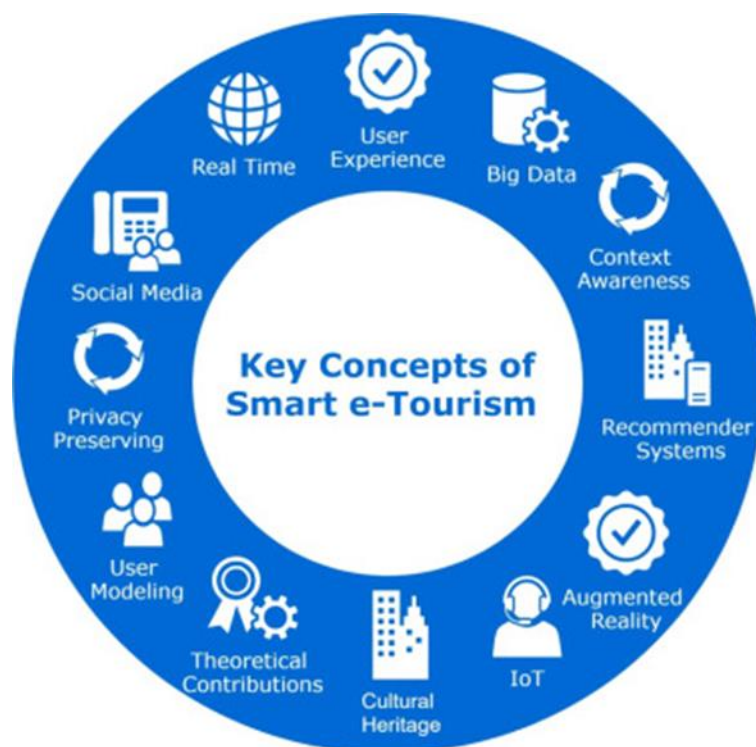 Key Concepts of
Smart e-Tourism
User
Experience
Big Data
Context
Awareness
Recommender
Systems
Augmented
Reality
IoT
Cultural
Heritage
Theoretical
Contributions
User
Modeling
Privacy
Preserving
Social Media
Real Time